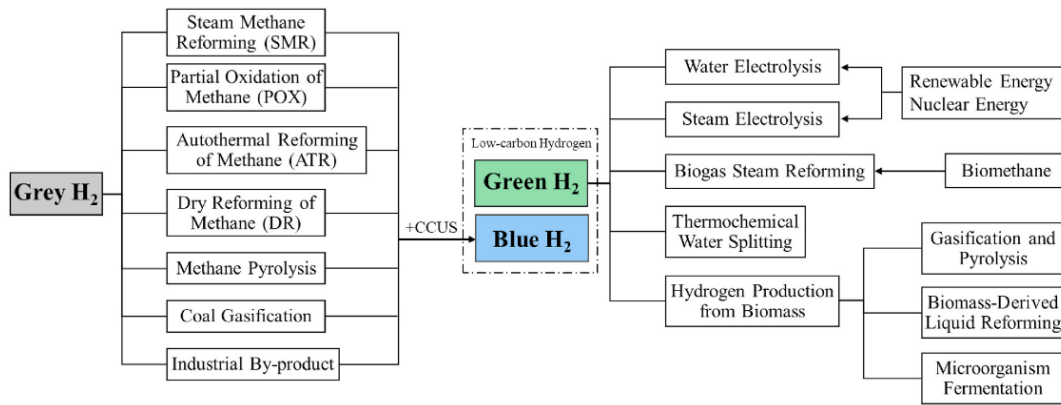 Grey H₂
Steam Methane
Reforming (SMR)
Partial Oxidation of
Methane (POX)
Autothermal Reforming
of Methane (ATR)
Dry Reforming of
Methane (DR)
Methane Pyrolysis
Coal Gasification
Industrial By-product
+CCUS
Low-carbon Hydrogen
Green H₂
Blue H₂
Water Electrolysis
Steam Electrolysis
Biogas Steam Reforming
Thermochemical
Water Splitting
Hydrogen Production
from Biomass
Renewable Energy
Nuclear Energy
Biomethane
Gasification and
Pyrolysis
Biomass-Derived
Liquid Reforming
Microorganism
Fermentation